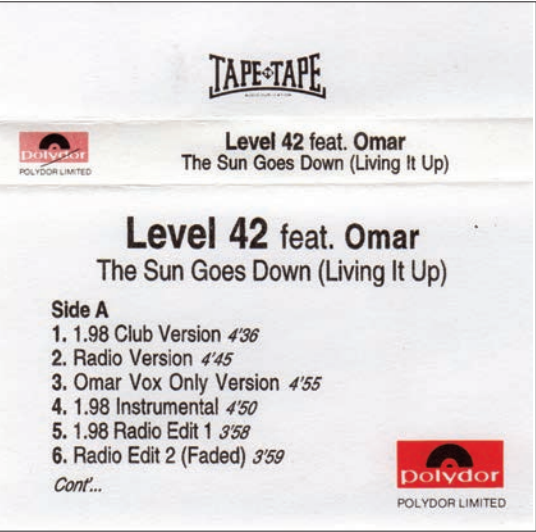 TAPE TO TAPE
polydor
POLYDOR LIMITED
Level 42 feat. Omar
The Sun Goes Down (Living It Up)
Level 42 feat. Omar
The Sun Goes Down (Living It Up)
Side A
1. 1.98 Club Version 4'36
2. Radio Version 4'45
3. Omar Vox Only Version 4'55
4. 1.98 Instrumental 4'50
5. 1.98 Radio Edit 1 3'58
6. Radio Edit 2 (Faded) 3'59
Cont'...
polydor
POLYDOR LIMITED